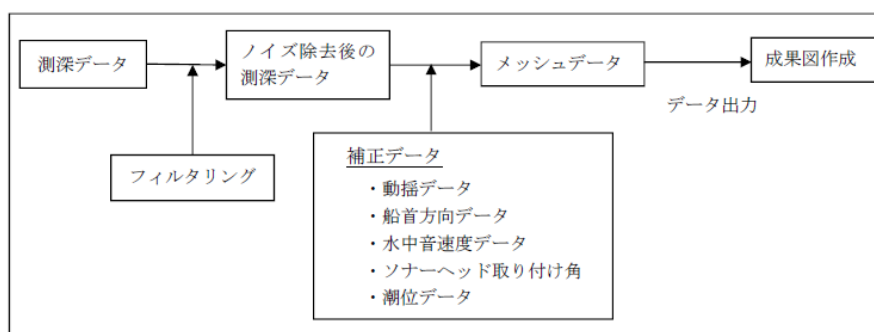 測深データ
ノイズ除去後の
測深データ
メッシュデータ
成果図作成
データ出力
フィルタリング
補正データ
・動揺データ
・船首方向データ
・水中音速度データ
・ソナーヘッド取り付け角
・潮位データ